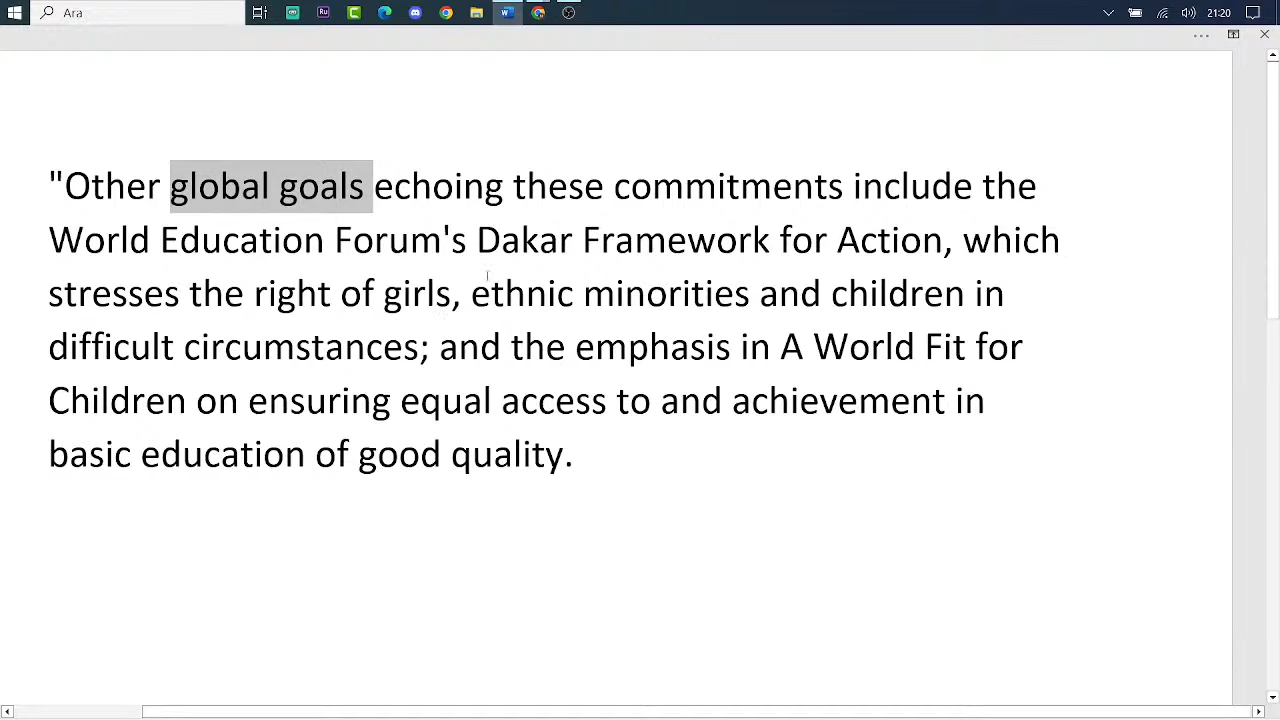 Ara
21:20
"Other global goals echoing these commitments include the
World Education Forum's Dakar Framework for Action, which
stresses the right of girls, ethnic minorities and children in
difficult circumstances; and the emphasis in A World Fit for
Children on ensuring equal access to and achievement in
basic education of good quality.